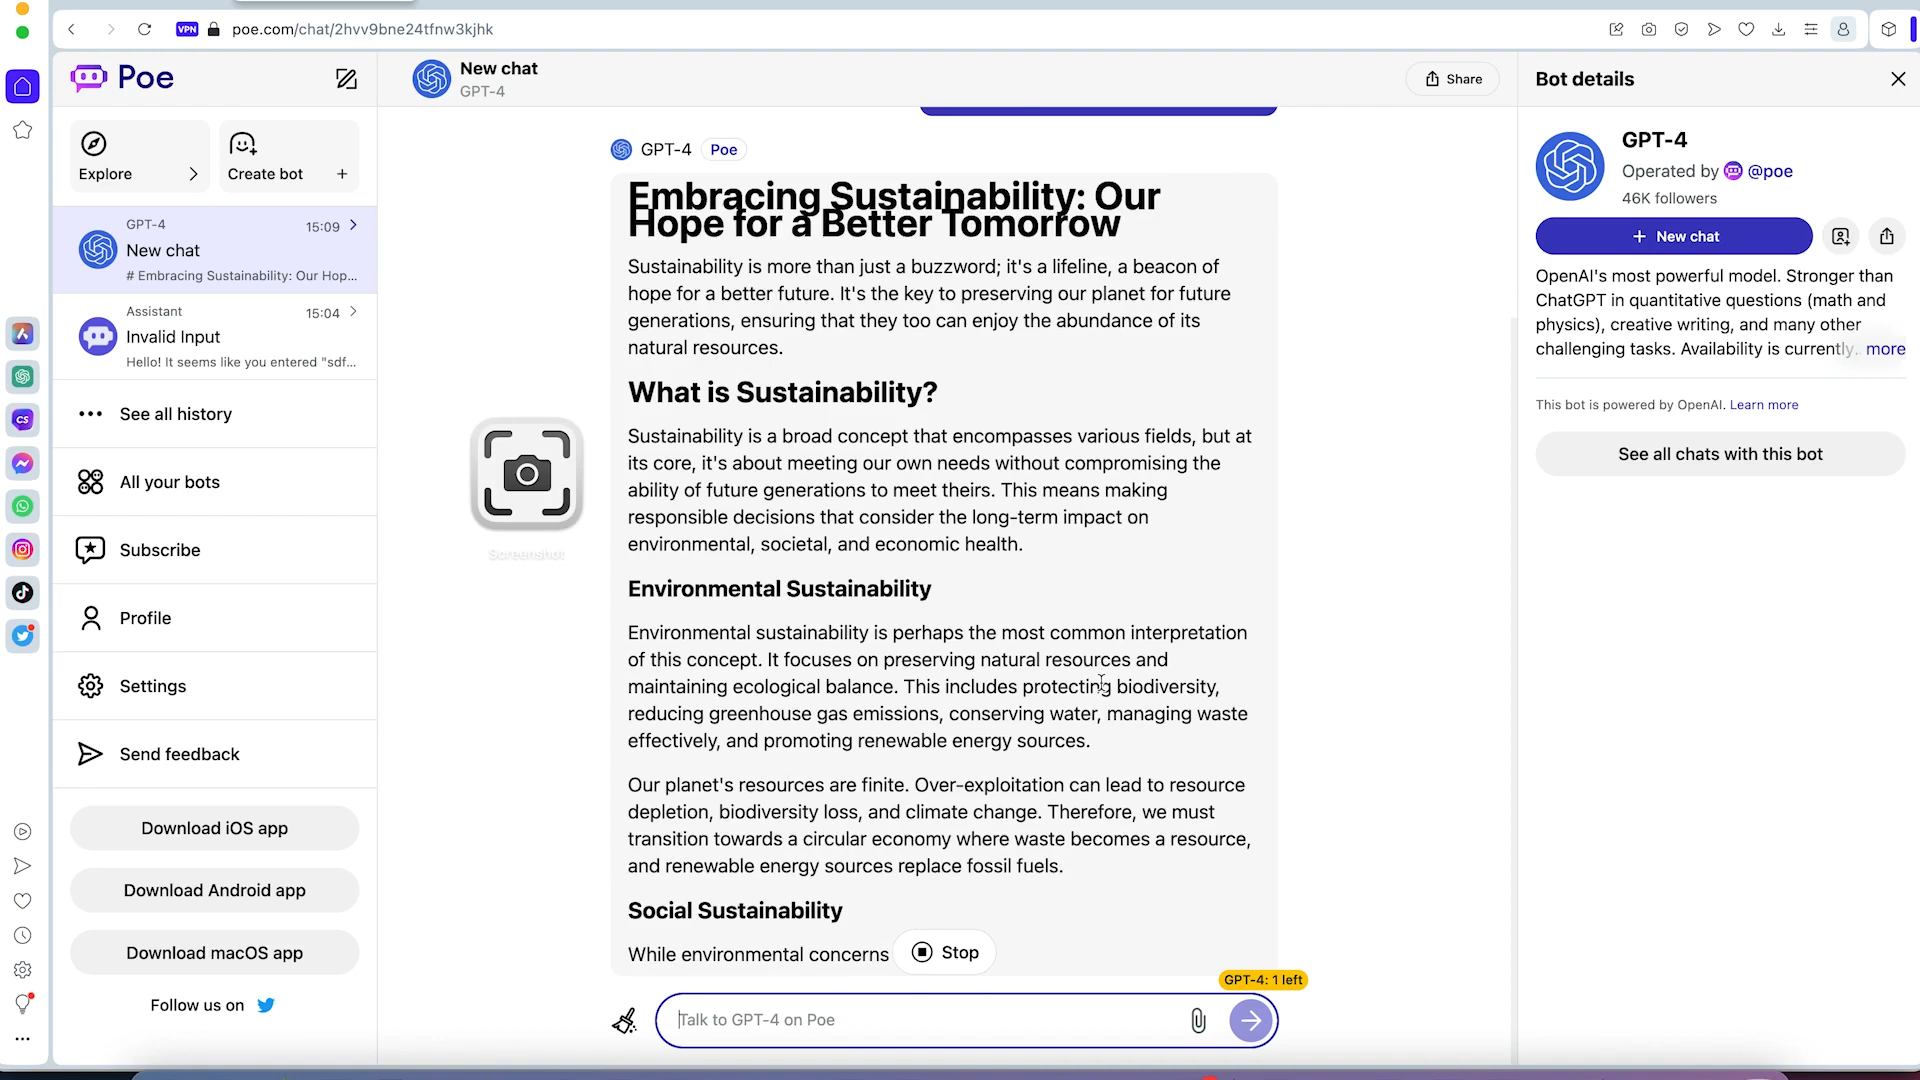 VPN
poe.com/chat/2hvv9bne24tfnw3kjhk
Poe
Explore
Create bot
GPT-4
15:09
New chat
# Embracing Sustainability: Our Hop...
Assistant
15:04
Invalid Input
Hello! It seems like you entered "sdf...
See all history
All your bots
Subscribe
Profile
Settings
Send feedback
Download iOS app
Download Android app
Download macOS app
Follow us on
CS
New chat
GPT-4
Share
GPT-4 Poe
Embracing Sustainability: Our
Hope for a Better Tomorrow
Sustainability is more than just a buzzword; it's a lifeline, a beacon of
hope for a better future. It's the key to preserving our planet for future
generations, ensuring that they too can enjoy the abundance of its
natural resources.
What is Sustainability?
Sustainability is a broad concept that encompasses various fields, but at
its core, it's about meeting our own needs without compromising the
ability of future generations to meet theirs. This means making
responsible decisions that consider the long-term impact on
environmental, societal, and economic health.
Screenshot
Environmental Sustainability
Environmental sustainability is perhaps the most common interpretation
of this concept. It focuses on preserving natural resources and
maintaining ecological balance. This includes protecting biodiversity,
reducing greenhouse gas emissions, conserving water, managing waste
effectively, and promoting renewable energy sources.
Our planet's resources are finite. Over-exploitation can lead to resource
depletion, biodiversity loss, and climate change. Therefore, we must
transition towards a circular economy where waste becomes a resource,
and renewable energy sources replace fossil fuels.
Social Sustainability
While environmental concerns
Stop
GPT-4: 1 left
Talk to GPT-4 on Poe
Bot details
GPT-4
Operated by @poe
46K followers
New chat
OpenAI's most powerful model. Stronger than
ChatGPT in quantitative questions (math and
physics), creative writing, and many other
challenging tasks. Availability is currently.. more
This bot is powered by OpenAI. Learn more
See all chats with this bot